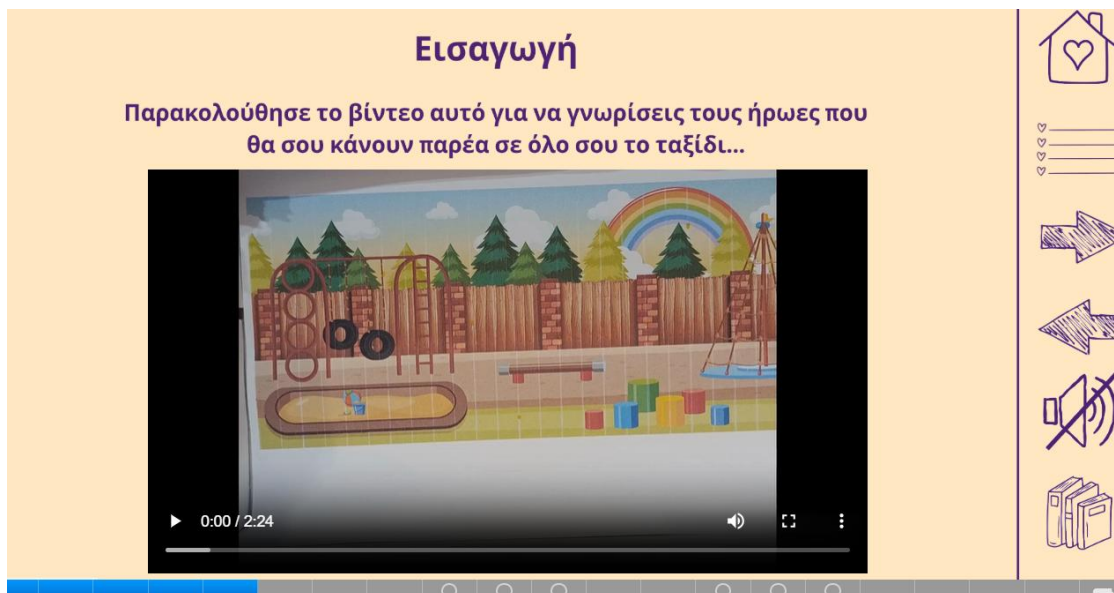 Εισαγωγή
Παρακολούθησε το βίντεο αυτό για να γνωρίσεις τους ήρωες που
θα σου κάνουν παρέα σε όλο σου το ταξίδι...
0:00 / 2:24